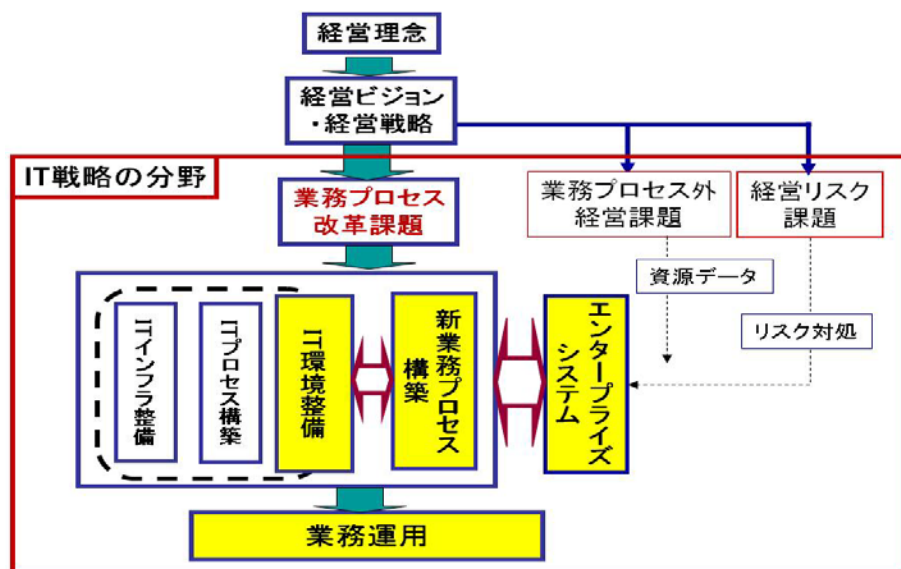 経営理念
経営ビジョン
・経営戦略
IT戦略の分野
業務プロセス
改革課題
業務プロセス外
経営課題
経営リスク
課題
資源データ
リスク対処
ITインフラ整備
ITプロセス構築
IT環境整備
新業務プロセス
構築
エンタープライズ
システム
業務運用